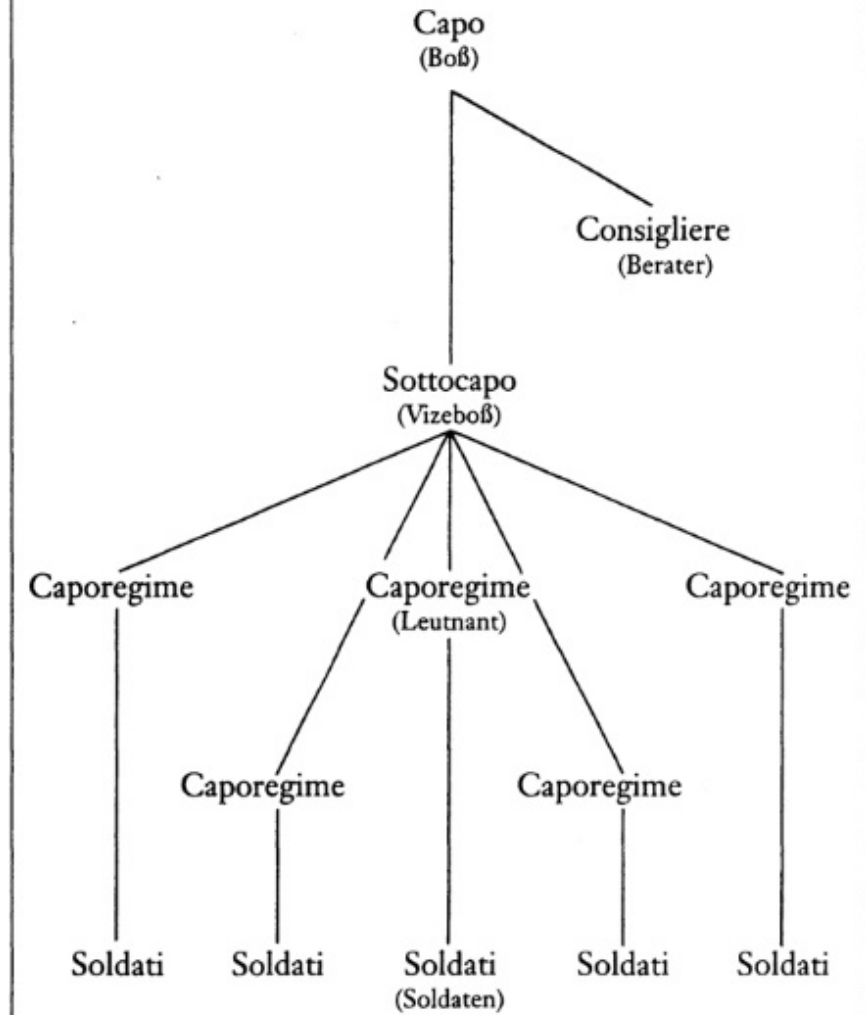 Capo
(Boß)
Consigliere
(Berater)
Sottocapo
(Vizeboß)
Caporegime Caporegime Caporegime
(Leutnant)
Caporegime Caporegime
Soldati Soldati Soldati Soldati Soldati
(Soldaten)